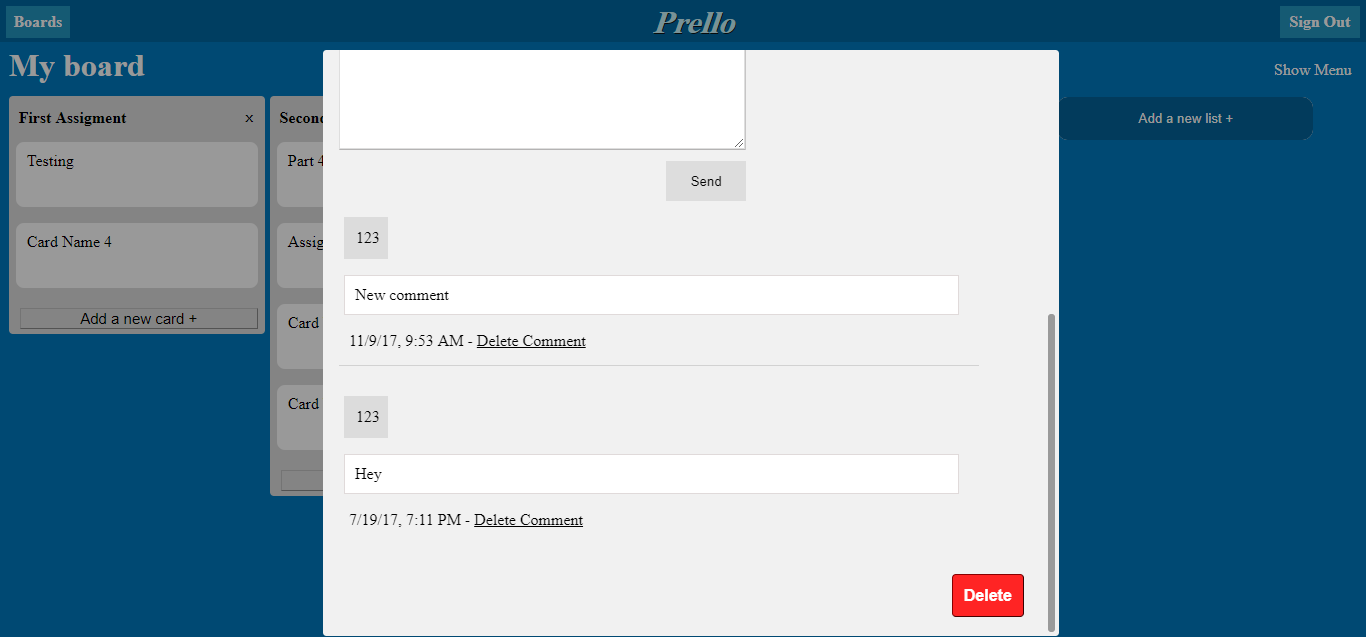 Boards
Prello
Sign Out
My board
Show Menu
First Assigment
x
Testing
Card Name 4
Add a new card +
Part 4
Card
Card
Send
123
New comment
11/9/17, 9:53 AM - Delete Comment
123
Hey
7/19/17, 7:11 PM - Delete Comment
Delete
Add a new list +